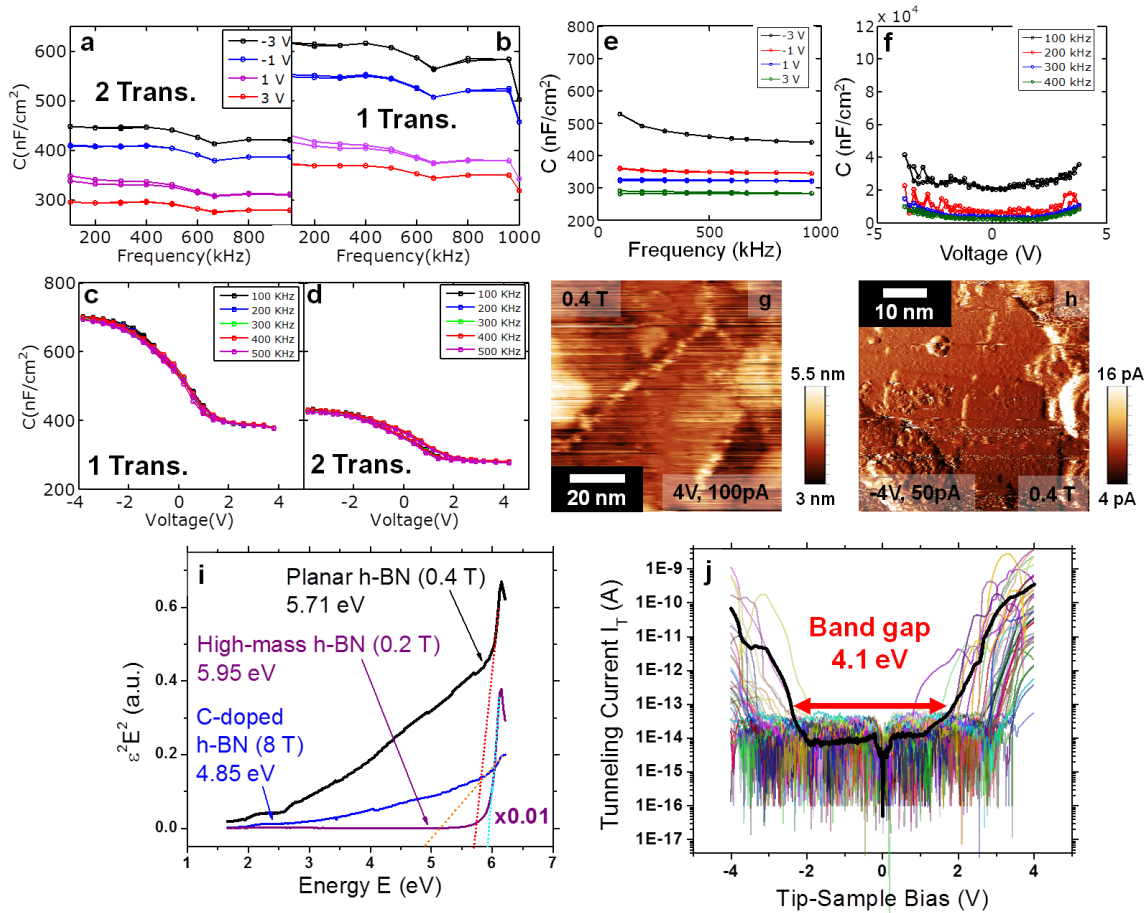 a
-3 V
-1 V
1 V
3 V
2 Trans.
C(nF/cm²)
600
500
400
300
200 400 600 800
Frequency(kHz)
b
1 Trans.
200 400 600 800 1000
Frequency(kHz)
e
-3 V
-1 V
1 V
3 V
C (nF/cm²)
800
700
600
500
400
300
200
0 500 1000
Frequency (kHz)
2 x 10⁴
f
100 kHz
200 kHz
300 kHz
400 kHz
C (nF/cm²)
1.5
1
0.5
0
-5 0 5
Voltage (V)
c
100 KHz
200 KHz
300 KHz
400 KHz
500 KHz
C(nF/cm²)
800
600
400
200
1 Trans.
-4 -2 0 2 4
Voltage(V)
d
100 KHz
200 KHz
300 KHz
400 KHz
500 KHz
2 Trans.
-2 0 2 4
Voltage(V)
0.4 T
g
20 nm
4V, 100pA
5.5 nm
3 nm
10 nm
h
-4V, 50pA
0.4 T
16 pA
4 pA
i
Planar h-BN (0.4 T)
5.71 eV
High-mass h-BN (0.2 T)
5.95 eV
C-doped
h-BN (8 T)
4.85 eV
x0.01
ε²E² (a.u.)
0.6
0.4
0.2
0.0
1 2 3 4 5 6 7
Energy E (eV)
j
Band gap
4.1 eV
Tunneling Current I_T (A)
1E-9
1E-10
1E-11
1E-12
1E-13
1E-14
1E-15
1E-16
1E-17
-4 -2 0 2 4
Tip-Sample Bias (V)